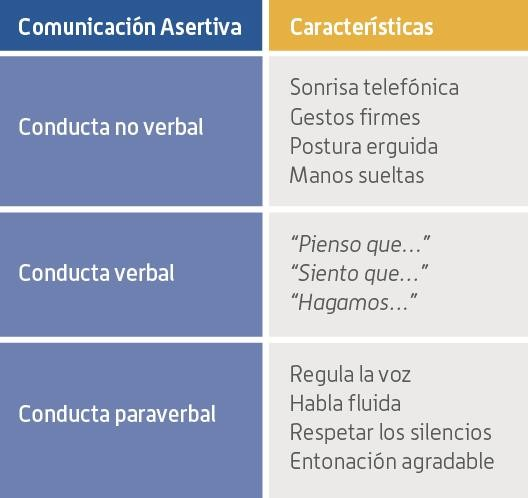 Comunicación Asertiva
Características
Conducta no verbal
Sonrisa telefónica
Gestos firmes
Postura erguida
Manos sueltas
Conducta verbal
“Pienso que...”
“Siento que...”
“Hagamos...”
Conducta paraverbal
Regula la voz
Habla fluida
Respetar los silencios
Entonación agradable